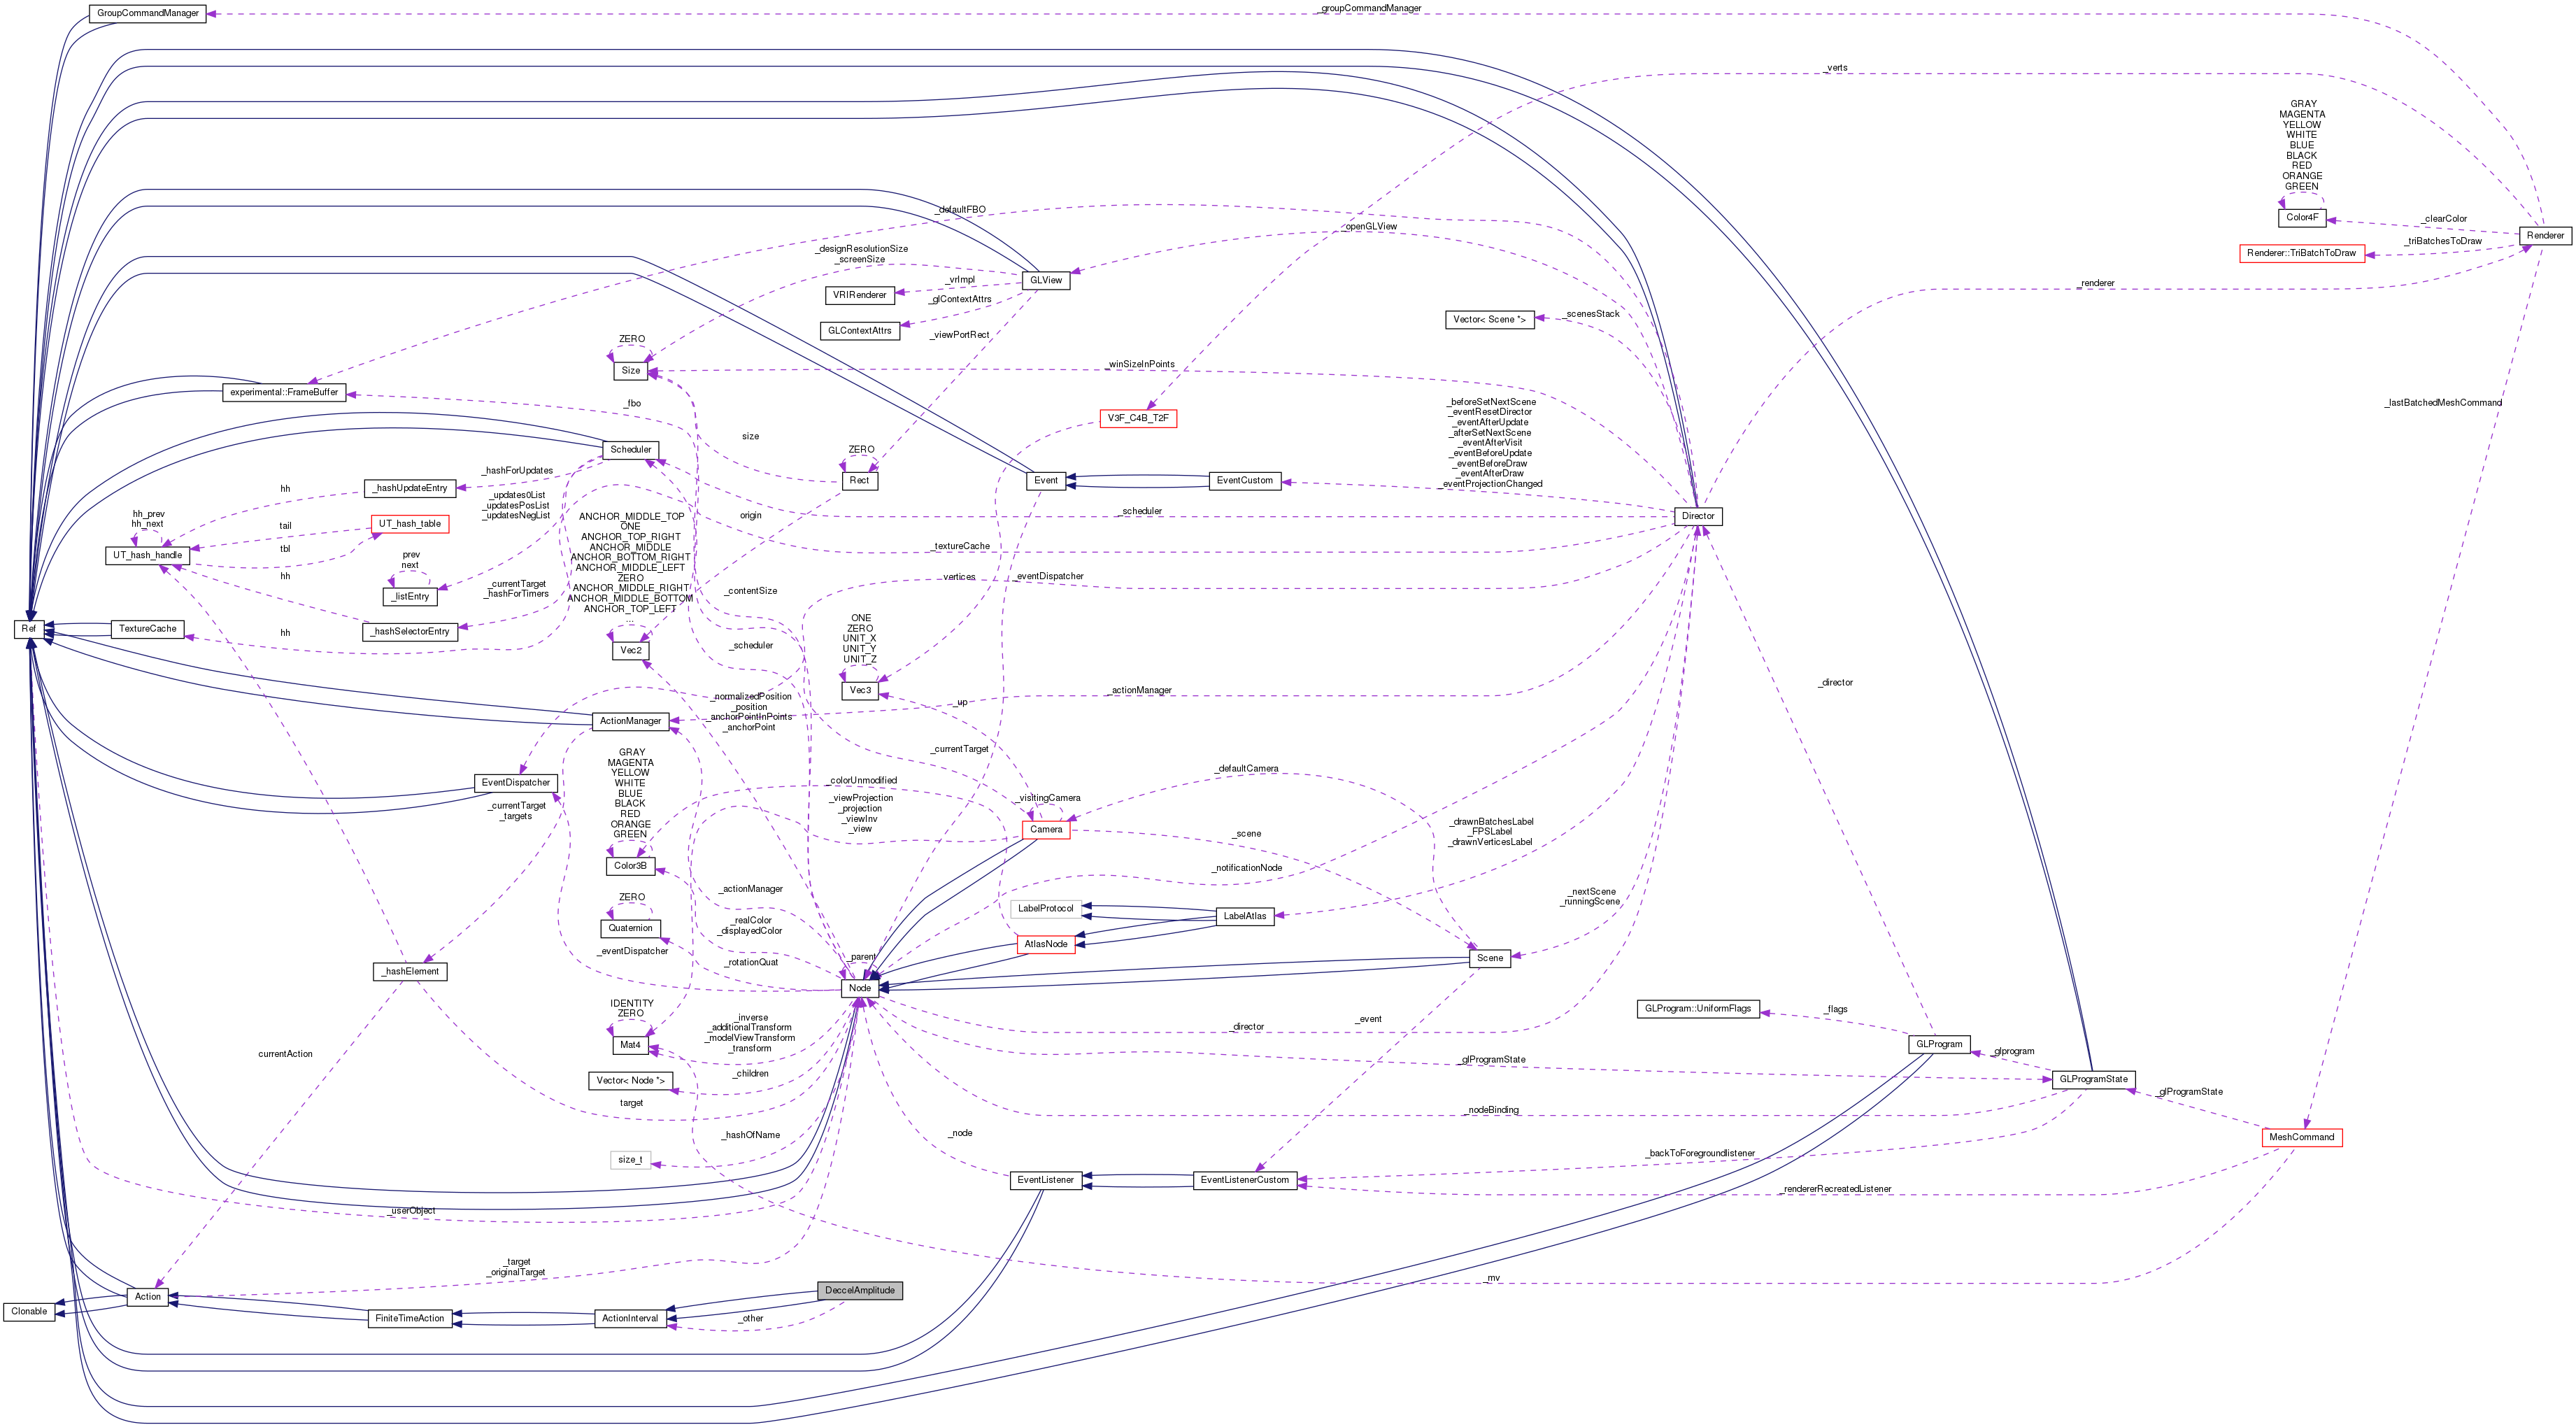 GroupCommandManager
_groupCommandManager
_verts
GRAY
MAGENTA
YELLOW
WHITE
BLUE
BLACK
RED
ORANGE
GREEN
Color4F
_clearColor
Renderer
_triBatchesToDraw
Renderer::TriBatchToDraw
_defaultFBO
_openGLView
_designResolutionSize
_screenSize
GLView
_vrImpl
VRIRenderer
_glContextAttrs
GLContextAttrs
_viewPortRect
_renderer
Vector< Scene *>
_scenesStack
ZERO
Size
_winSizeInPoints
experimental::FrameBuffer
_fbo
V3F_C4B_T2F
_lastBatchedMeshCommand
size
Scheduler
ZERO
Rect
Event
EventCustom
_beforeSetNextScene
_eventResetDirector
_eventAfterUpdate
_afterSetNextScene
_eventAfterVisit
_eventBeforeUpdate
_eventBeforeDraw
_eventAfterDraw
_eventProjectionChanged
_hashForUpdates
_hashUpdateEntry
hh
_updates0List
_updatesPosList
_updatesNegList
hh_prev
hh_next
tail
UT_hash_table
UT_hash_handle
tbl
origin
_scheduler
Director
ANCHOR_MIDDLE_TOP
ONE
ANCHOR_TOP_RIGHT
ANCHOR_MIDDLE
ANCHOR_BOTTOM_RIGHT
ANCHOR_MIDDLE_LEFT
ZERO
ANCHOR_MIDDLE_RIGHT
ANCHOR_MIDDLE_BOTTOM
ANCHOR_TOP_LEFT
...
Vec2
_textureCache
prev
next
_listEntry
hh
_currentTarget
_hashForTimers
vertices
_eventDispatcher
_contentSize
Ref
TextureCache
hh
_hashSelectorEntry
_scheduler
ONE
ZERO
UNIT_X
UNIT_Y
UNIT_Z
Vec3
_actionManager
_director
_up
_normalizedPosition
_position
_anchorPointInPoints
_anchorPoint
ActionManager
_currentTarget
GRAY
MAGENTA
YELLOW
WHITE
BLUE
BLACK
RED
ORANGE
GREEN
Color3B
EventDispatcher
_colorUnmodified
_defaultCamera
_currentTarget
_targets
_viewProjection
_projection
_viewInv
_view
_visitingCamera
Camera
_scene
_drawnBatchesLabel
_FPSLabel
_drawnVerticesLabel
_notificationNode
_actionManager
_nextScene
_runningScene
ZERO
Quaternion
_realColor
_displayedColor
LabelProtocol
LabelAtlas
AtlasNode
_eventDispatcher
_rotationQuat
_parent
Scene
_hashElement
Node
IDENTITY
ZERO
Mat4
_inverse
_additionalTransform
_modelViewTransform
_transform
_director
_event
GLProgram::UniformFlags
_flags
GLProgram
_glprogram
currentAction
Vector< Node *>
_children
_glProgramState
GLProgramState
target
_nodeBinding
_glProgramState
_hashOfName
_node
MeshCommand
size_t
_backToForegroundlistener
EventListener
EventListenerCustom
_rendererRecreatedListener
_userObject
_target
_originalTarget
_mv
Action
DeccelAmplitude
Clonable
FiniteTimeAction
ActionInterval
_other